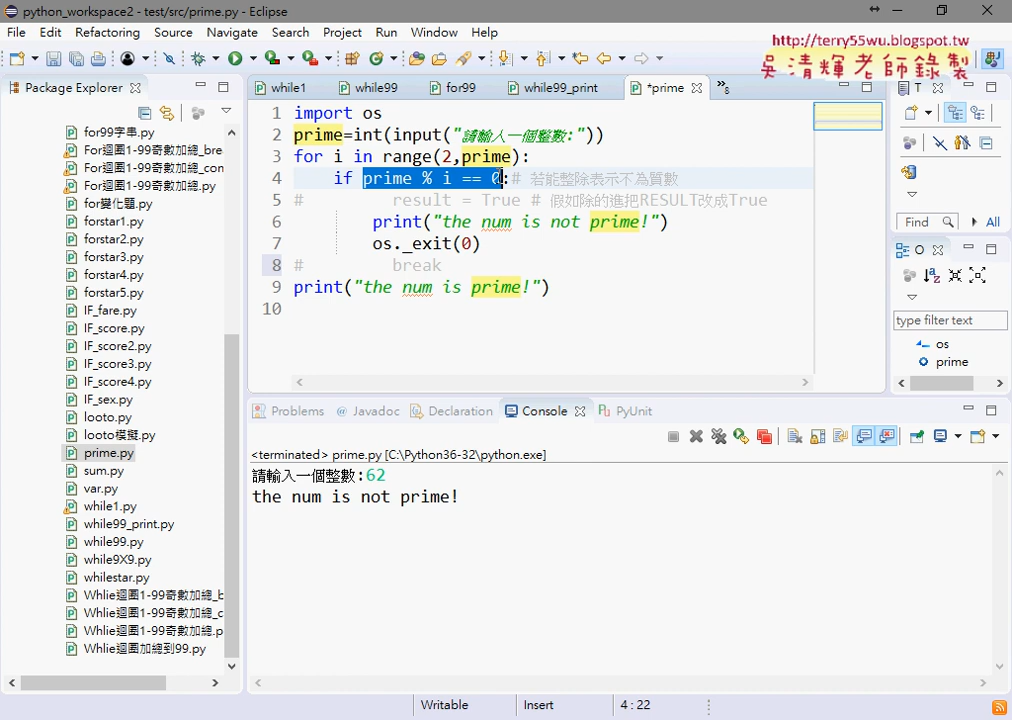 python_workspace2 - test/src/prime.py - Eclipse
File Edit Refactoring Source Navigate Search Project Run Window Help
http://terry55wu.blogspot.tw
吳清輝老師錄製
Package Explorer
while1 while99 for99 while99_print *prime »8 T
for99字串.py
For迴圈1-99奇數加總_bre
For迴圈1-99奇數加總_con
For迴圈1-99奇數加總.py
for變化題.py
forstar1.py
forstar2.py
forstar3.py
forstar4.py
forstar5.py
IF_fare.py
IF_score.py
IF_score2.py
IF_score3.py
IF_score4.py
IF_sex.py
looto.py
looto模擬.py
prime.py
sum.py
var.py
while1.py
while99_print.py
while99.py
while9X9.py
whilestar.py
Whlie迴圈1-99奇數加總_b
Whlie迴圈1-99奇數加總_c
Whlie迴圈1-99奇數加總.p
Whlie迴圈加總到99.py
1 import os
2 prime=int(input("請輸入一個整數:"))
3 for i in range(2,prime):
4 if prime % i == 0:# 若能整除表示不為質數
5 # result = True # 假如除的進把RESULT改成True
6 print("the num is not prime!")
7 os._exit(0)
8 # break
9 print("the num is prime!")
10
Find All
O
type filter text
os
prime
Problems Javadoc Declaration Console PyUnit
<terminated> prime.py [C:\Python36-32\python.exe]
請輸入一個整數:62
the num is not prime!
Writable Insert 4 : 22